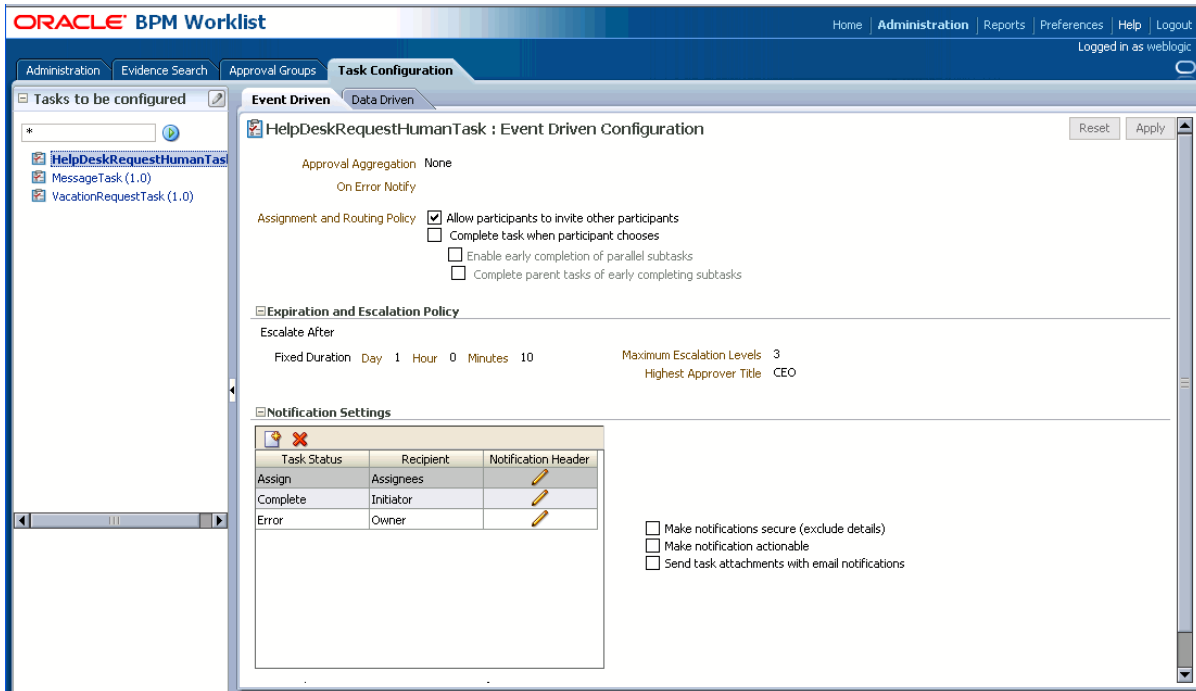 ORACLE BPM Worklist
Home Administration Reports Preferences Help Logout
Logged in as weblogic
Administration Evidence Search Approval Groups Task Configuration
Tasks to be configured
*
HelpDeskRequestHumanTas
MessageTask (1.0)
VacationRequestTask (1.0)
Event Driven Data Driven
HelpDeskRequestHumanTask : Event Driven Configuration
Reset Apply
Approval Aggregation None
On Error Notify
Assignment and Routing Policy Allow participants to invite other participants
Complete task when participant chooses
Enable early completion of parallel subtasks
Complete parent tasks of early completing subtasks
Expiration and Escalation Policy
Escalate After
Fixed Duration Day 1 Hour 0 Minutes 10
Maximum Escalation Levels 3
Highest Approver Title CEO
Notification Settings
Task Status Recipient Notification Header
Assign Assignees
Complete Initiator
Error Owner
Make notifications secure (exclude details)
Make notification actionable
Send task attachments with email notifications